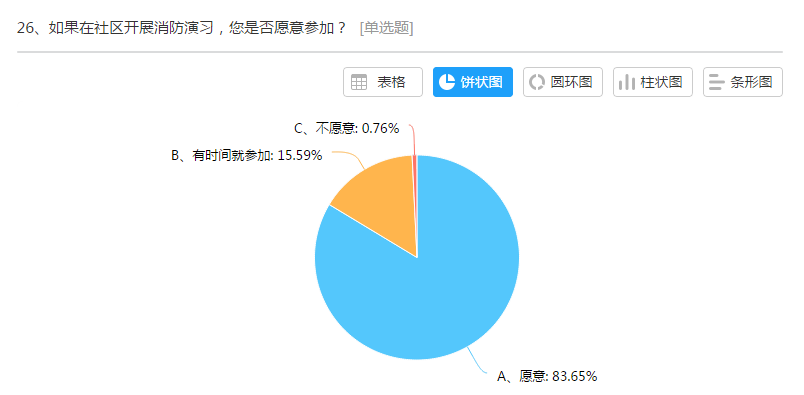 26、如果在社区开展消防演习，您是否愿意参加？ [单选题]
表格 饼状图 圆环图 柱状图 条形图
C、不愿意: 0.76%
B、有时间就参加: 15.59%
A、愿意: 83.65%